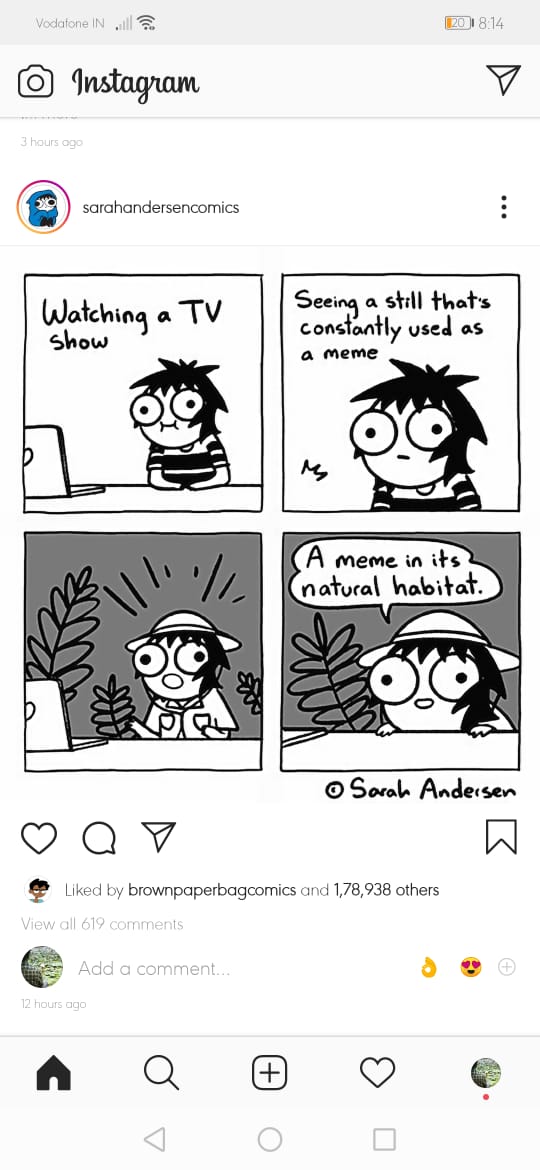 Vodafone IN 20 8:14
Instagram
3 hours ago
sarahandersencomics
Watching a TV
Show
Seeing a still that's
constantly used as
a meme
A meme in its
natural habitat.
© Sarah Andersen
Liked by brownpaperbagcomics and 1,78,938 others
View all 619 comments
Add a comment...
12 hours ago